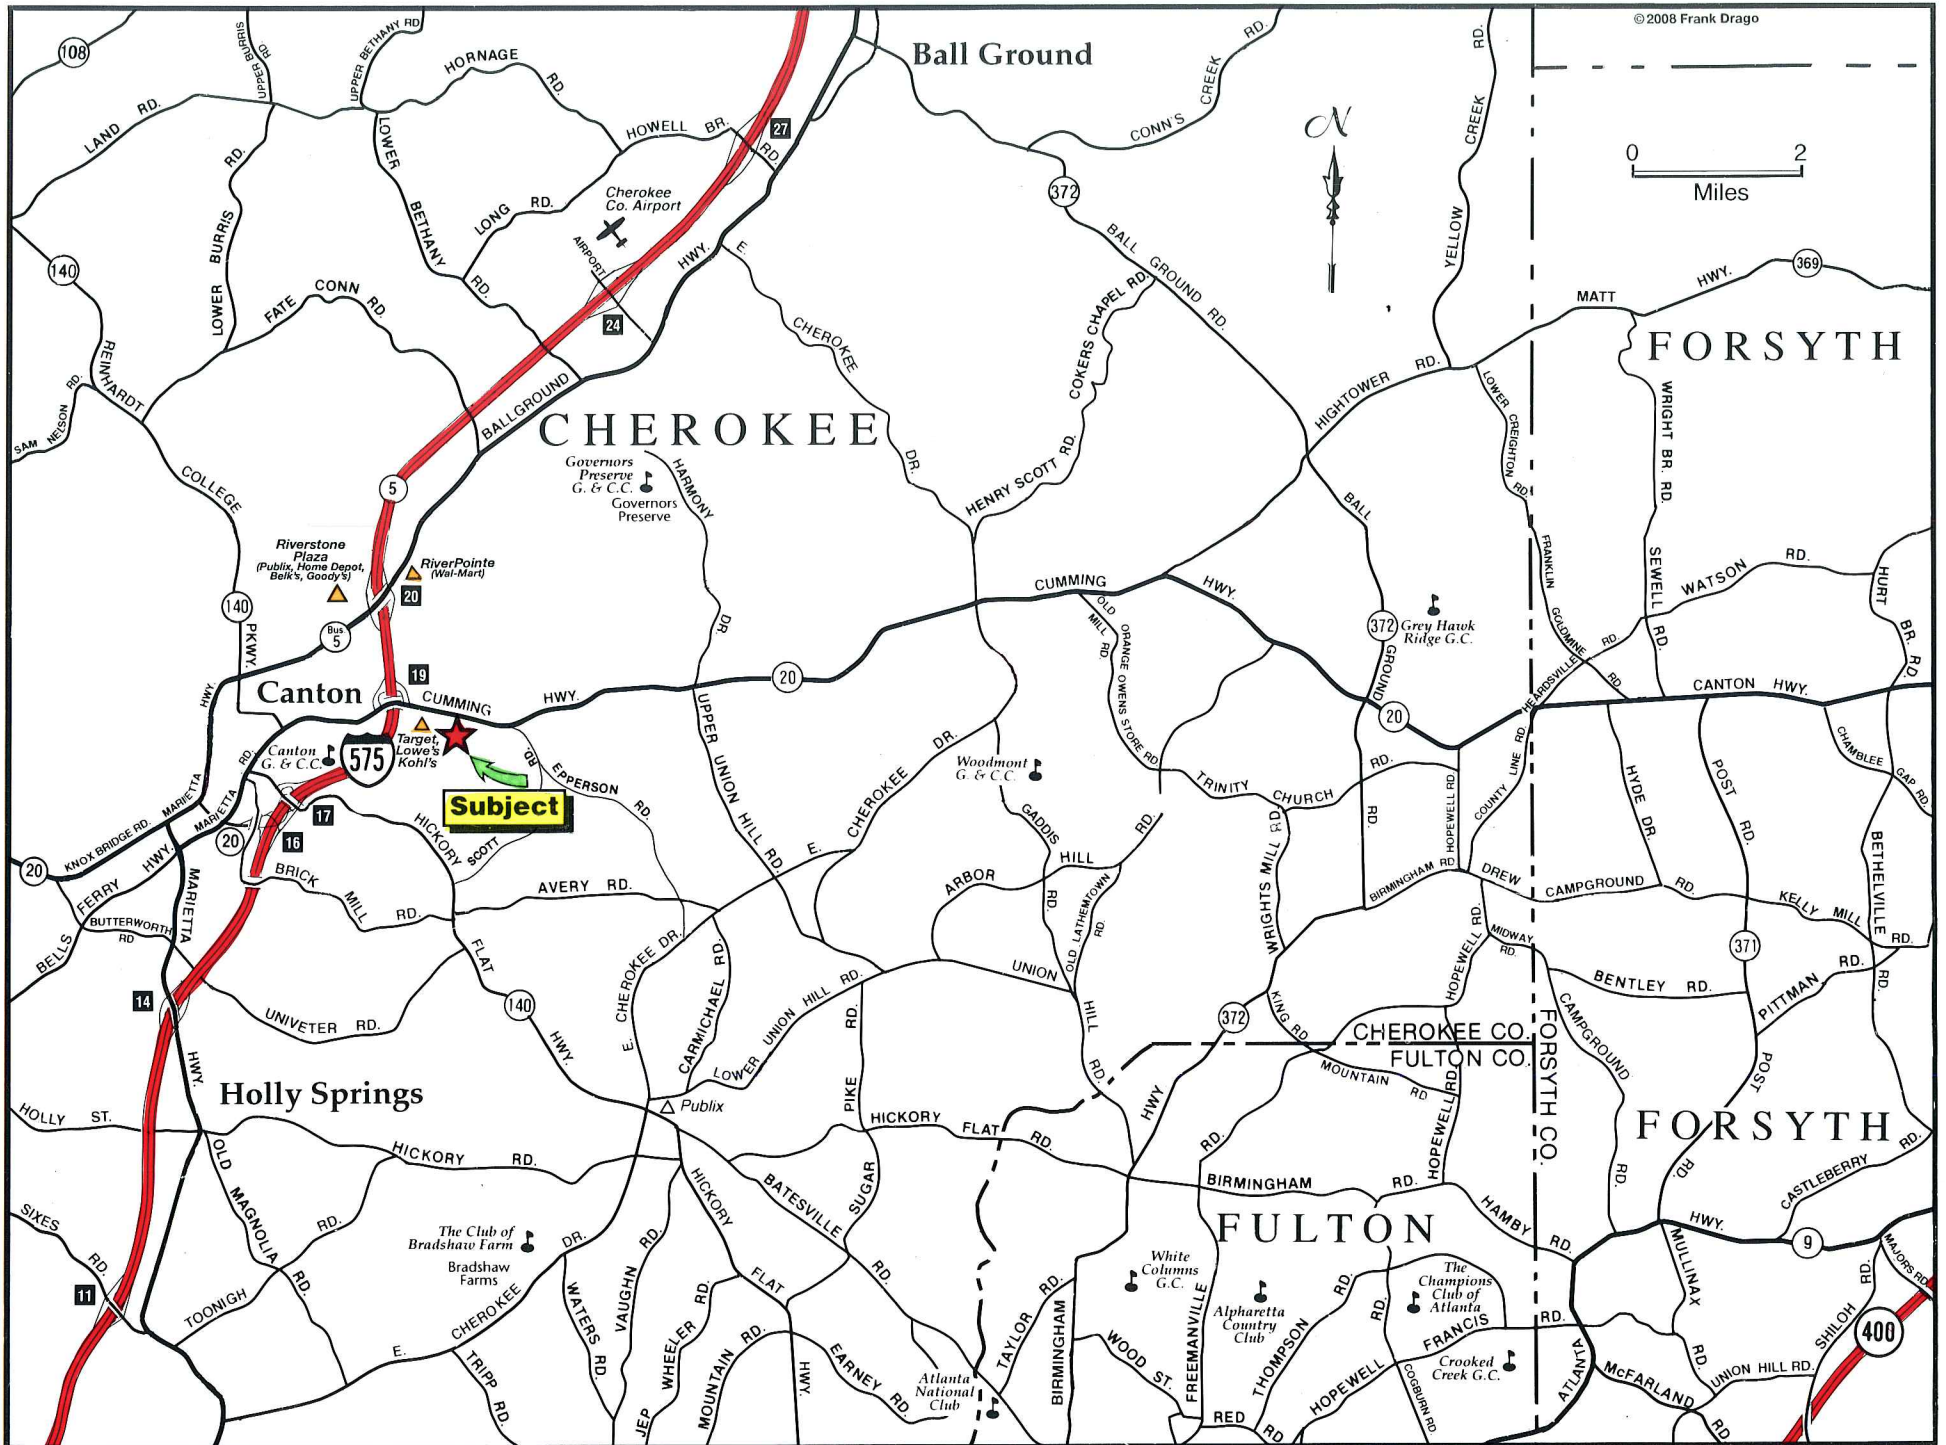 ©2008 Frank Drago
Ball Ground
108
UPPER BURRIS RD.
UPPER BETHANY RD
HORNAGE RD.
LAND RD.
HOWELL BR. RD.
27
CONN'S CREEK RD.
YELLOW CREEK RD.
N
0 2
Miles
LOWER BURRIS RD.
LOWER BETHANY RD.
LONG RD.
Cherokee
Co. Airport
AIRPORT
372
140
FATE CONN RD.
24
HWY.
E. CHEROKEE DR.
BALL GROUND RD.
COKERS CHAPEL RD.
MATT HWY.
369
FORSYTH
REINHARDT
SAM NELSON RD.
BALLGROUND
CHEROKEE
HIGHTOWER RD.
LOWER CREIGHTON RD.
WRIGHT BR. RD.
COLLEGE
5
Governors
Preserve
G. & C.C.
Governors
Preserve
HARMONY DR.
HENRY SCOTT RD.
BALL GROUND RD.
Riverstone
Plaza
(Publix, Home Depot,
Belk's, Goody's)
RiverPointe
(Wal-Mart)
20
140
PKWY.
Bus.
5
CUMMING HWY.
OLD MILL RD.
ORANGE OWENS STORE RD.
372
Grey Hawk
Ridge G.C.
FRANKLIN GOLDMINE RD.
SEWELL RD.
WATSON RD.
HURT BR. RD.
HEARDSVILLE RD.
19
Canton
CUMMING HWY.
20
HWY.
20
CANTON HWY.
Canton
G. & C.C.
575
Target,
Lowe's
Kohl's
Subject
EPPERSON RD.
SCOTT RD.
UPPER UNION HILL RD.
E. CHEROKEE DR.
Woodmont
G. & C.C.
GADDIS RD.
TRINITY CHURCH RD.
HOPEWELL RD.
COUNTY LINE RD.
HYDE DR.
POST RD.
CHAMBLEE GAP RD.
KNOX BRIDGE RD.
MARIETTA
MARIETTA RD.
20
17
16
HICKORY
20
FERRY HWY.
BELLS
BUTTERWORTH
RD
MARIETTA HWY.
BRICK MILL RD.
AVERY RD.
ARBOR HILL RD.
OLD LATHEMTOWN RD.
WRIGHTS MILL RD.
BIRMINGHAM RD.
DREW CAMPGROUND RD.
KELLY MILL RD.
BETHELVILLE RD.
FLAT
140
HWY.
14
UNIVETER RD.
E. CHEROKEE DR.
CARMICHAEL RD.
LOWER UNION HILL RD.
UNION HILL RD.
HOPEWELL RD.
MIDWAY RD.
371
BENTLEY RD.
PITTMAN RD.
372
KING RD
CHEROKEE CO.
FULTON CO.
FORSYTH CO.
CAMPGROUND RD.
MOUNTAIN RD
Holly Springs
HOLLY ST.
Publix
PIKE RD.
HICKORY FLAT RD.
HWY
HOPEWELL RD.
POST RD.
FORSYTH
HICKORY RD.
OLD MAGNOLIA RD.
BATESVILLE RD.
SUGAR
RD.
BIRMINGHAM RD.
HAMBY RD.
CASTLEBERRY RD.
SIXES RD.
11
TOONIGH RD.
The Club of
Bradshaw Farm
Bradshaw
Farms
E. CHEROKEE DR.
TRIPP RD.
WATERS RD.
VAUGHN RD.
JEP WHEELER RD.
HICKORY FLAT HWY.
MOUNTAIN RD.
EARNEY RD.
Atlanta
National
Club
TAYLOR RD.
BIRMINGHAM
WOOD ST.
White
Columns
G.C.
FULTON
FREEMANVILLE
Alpharetta
Country
Club
THOMPSON RD.
The
Champions
Club of
Atlanta
FRANCIS RD.
Crooked
Creek G.C.
HOPEWELL RD.
COGBURN RD.
RED RD
HWY.
9
ATLANTA
MULLINAX RD.
McFARLAND RD
UNION HILL RD.
SHILOH RD.
MAJORS RD
400